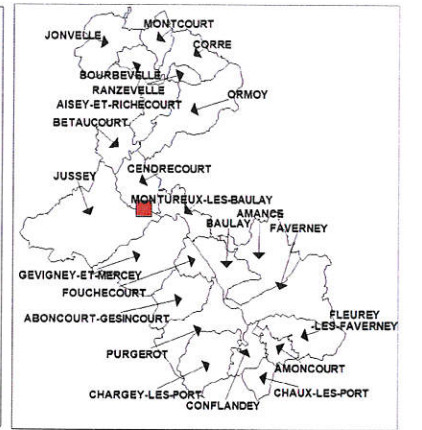 MONTCOURT
JONVELLE
CORRE
BOURBEVELLE
RANZEVELLE
ORMOY
AISEY-ET-RICHECOURT
BETAUCOURT
CENDRECOURT
JUSSEY
MONTUREUX-LES-BAULAY
AMANCE
BAULAY
FAVERNEY
GEVIGNEY-ET-MERCEY
FOUCHECOURT
ABONCOURT-GESINCOURT
FLEUREY
-LES-FAVERNEY
PURGEROT
AMONCOURT
CHARGEY-LES-PORT
CHAUX-LES-PORT
CONFLANDEY